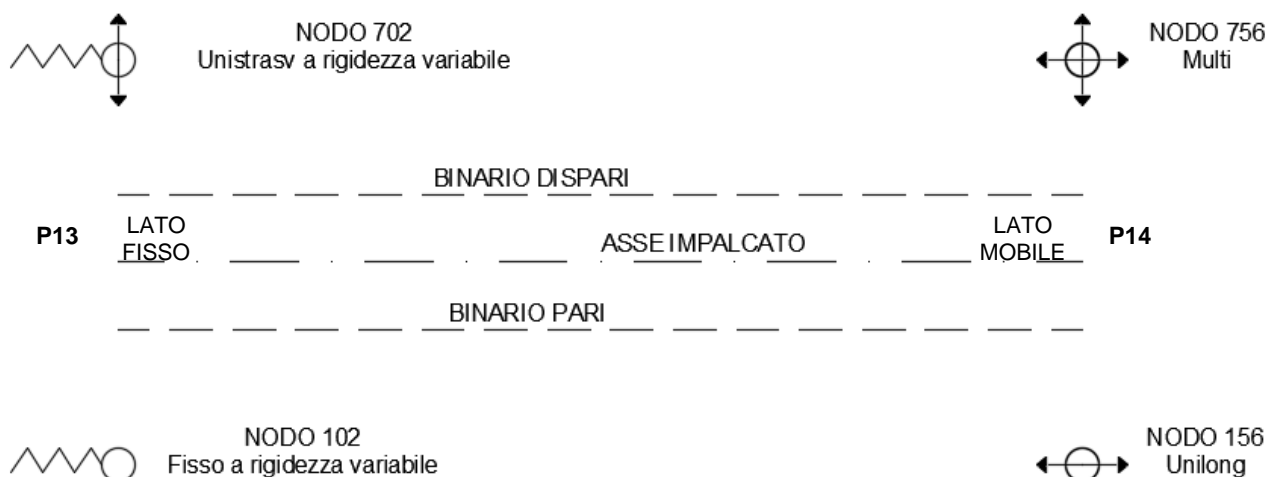 NODO 702
Unistrasv a rigidezza variabile
NODO 756
Multi
BINARIO DISPARI
P13
LATO
FISSO
ASSE IMPALCATO
LATO
MOBILE
P14
BINARIO PARI
NODO 102
Fisso a rigidezza variabile
NODO 156
Unilong